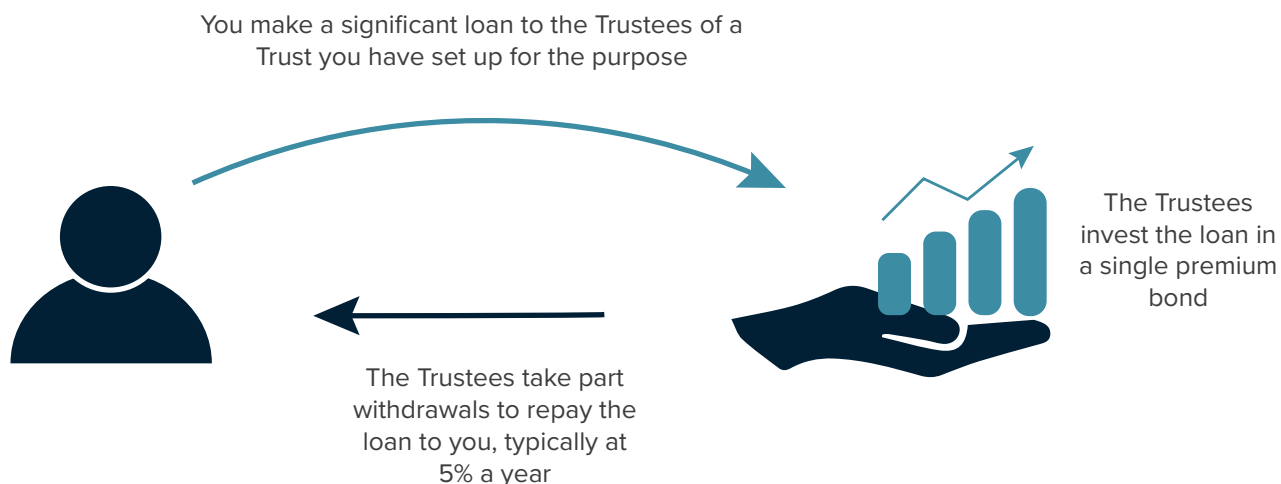 You make a significant loan to the Trustees of a
Trust you have set up for the purpose
The Trustees
invest the loan in
a single premium
bond
The Trustees take part
withdrawals to repay the
loan to you, typically at
5% a year